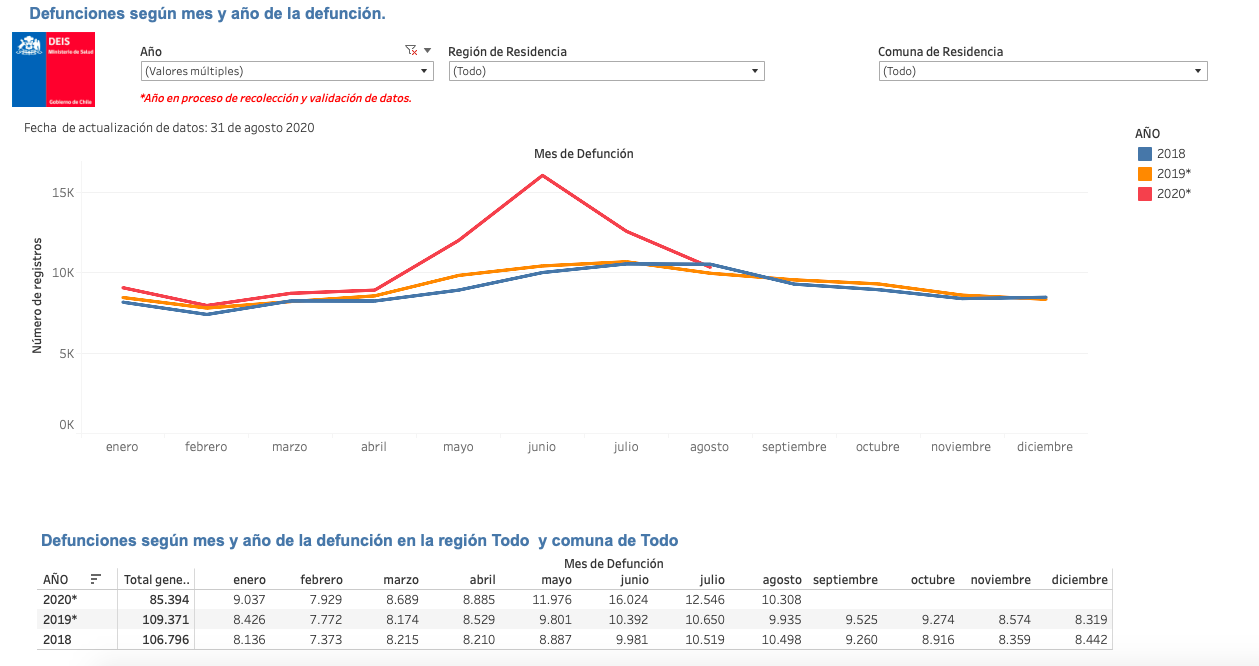 Defunciones según mes y año de la defunción.
DEIS
Ministerio de Salud
Gobierno de Chile
Año
(Valores múltiples)
Región de Residencia
(Todo)
Comuna de Residencia
(Todo)
*Año en proceso de recolección y validación de datos.
Fecha de actualización de datos: 31 de agosto 2020
AÑO
2018
2019*
2020*
Mes de Defunción
Número de registros
15K
10K
5K
0K
enero febrero marzo abril mayo junio julio agosto septiembre octubre noviembre diciembre
Defunciones según mes y año de la defunción en la región Todo y comuna de Todo
Mes de Defunción
AÑO Total gene.. enero febrero marzo abril mayo junio julio agosto septiembre octubre noviembre diciembre
2020* 85.394 9.037 7.929 8.689 8.885 11.976 16.024 12.546 10.308
2019* 109.371 8.426 7.772 8.174 8.529 9.801 10.392 10.650 9.935 9.525 9.274 8.574 8.319
2018 106.796 8.136 7.373 8.215 8.210 8.887 9.981 10.519 10.498 9.260 8.916 8.359 8.442